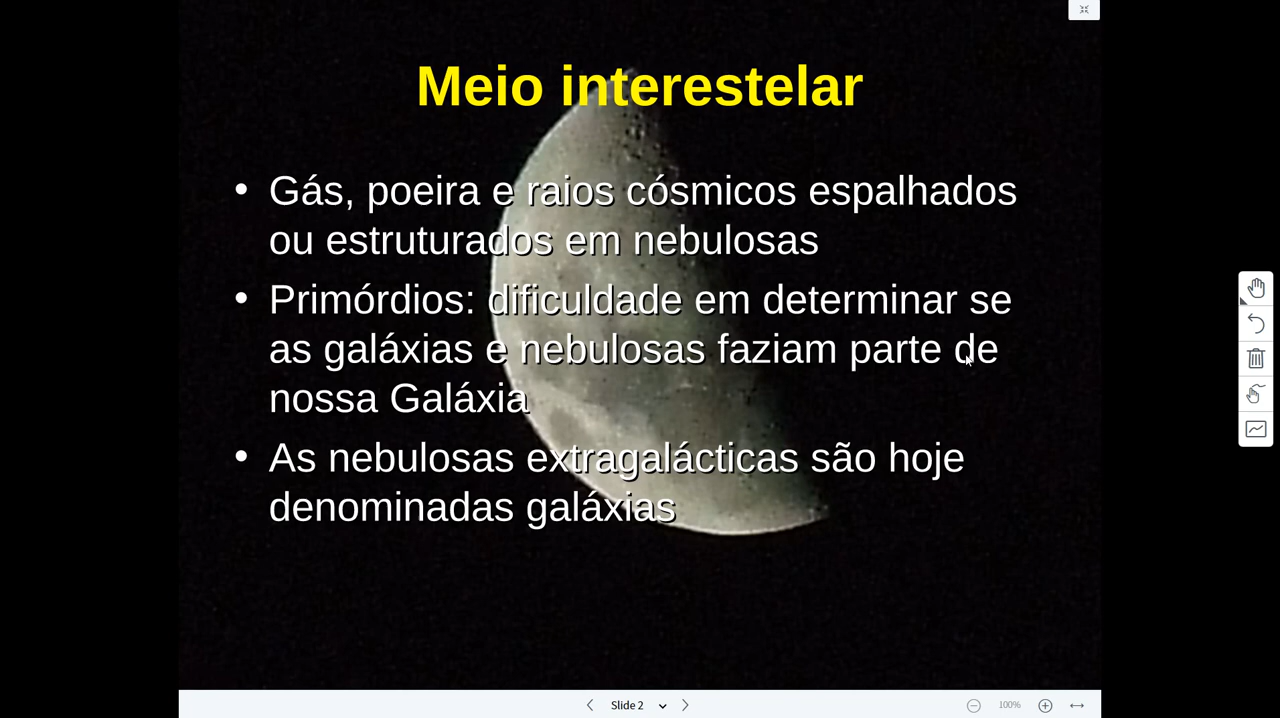 Meio interestelar
• Gás, poeira e raios cósmicos espalhados
ou estruturados em nebulosas
• Primórdios: dificuldade em determinar se
as galáxias e nebulosas faziam parte de
nossa Galáxia
• As nebulosas extragalácticas são hoje
denominadas galáxias
Slide 2
100%